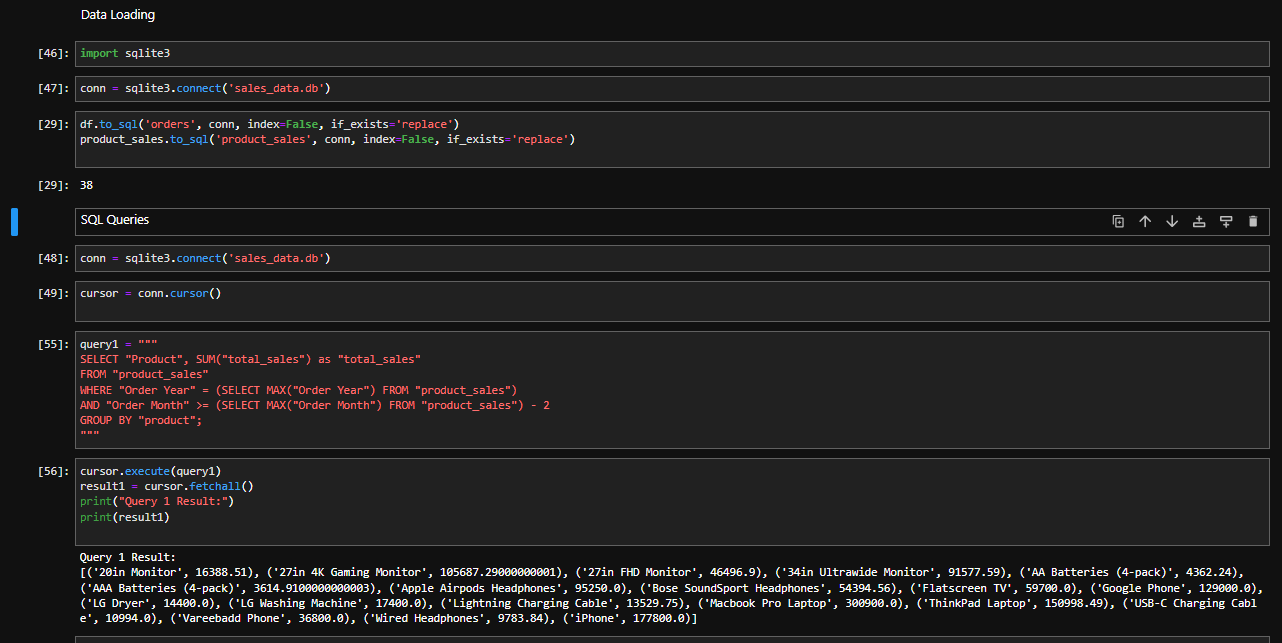 Data Loading
[46]: import sqlite3
[47]: conn = sqlite3.connect('sales_data.db')
[29]: df.to_sql('orders', conn, index=False, if_exists='replace')
product_sales.to_sql('product_sales', conn, index=False, if_exists='replace')
[29]: 38
SQL Queries
[48]: conn = sqlite3.connect('sales_data.db')
[49]: cursor = conn.cursor()
[55]: query1 = """
SELECT "Product", SUM("total_sales") as "total_sales"
FROM "product_sales"
WHERE "Order Year" = (SELECT MAX("Order Year") FROM "product_sales")
AND "Order Month" >= (SELECT MAX("Order Month") FROM "product_sales") - 2
GROUP BY "product";
"""
[56]: cursor.execute(query1)
result1 = cursor.fetchall()
print("Query 1 Result:")
print(result1)
Query 1 Result:
[('20in Monitor', 16388.51), ('27in 4K Gaming Monitor', 105687.29000000001), ('27in FHD Monitor', 46496.9), ('34in Ultrawide Monitor', 91577.59), ('AA Batteries (4-pack)', 4362.24),
('AAA Batteries (4-pack)', 3614.9100000000003), ('Apple Airpods Headphones', 95250.0), ('Bose SoundSport Headphones', 54394.56), ('Flatscreen TV', 59700.0), ('Google Phone', 129000.0),
('LG Dryer', 14400.0), ('LG Washing Machine', 17400.0), ('Lightning Charging Cable', 13529.75), ('Macbook Pro Laptop', 300900.0), ('ThinkPad Laptop', 150998.49), ('USB-C Charging Cabl
e', 10994.0), ('Vareebadd Phone', 36800.0), ('Wired Headphones', 9783.84), ('iPhone', 177800.0)]